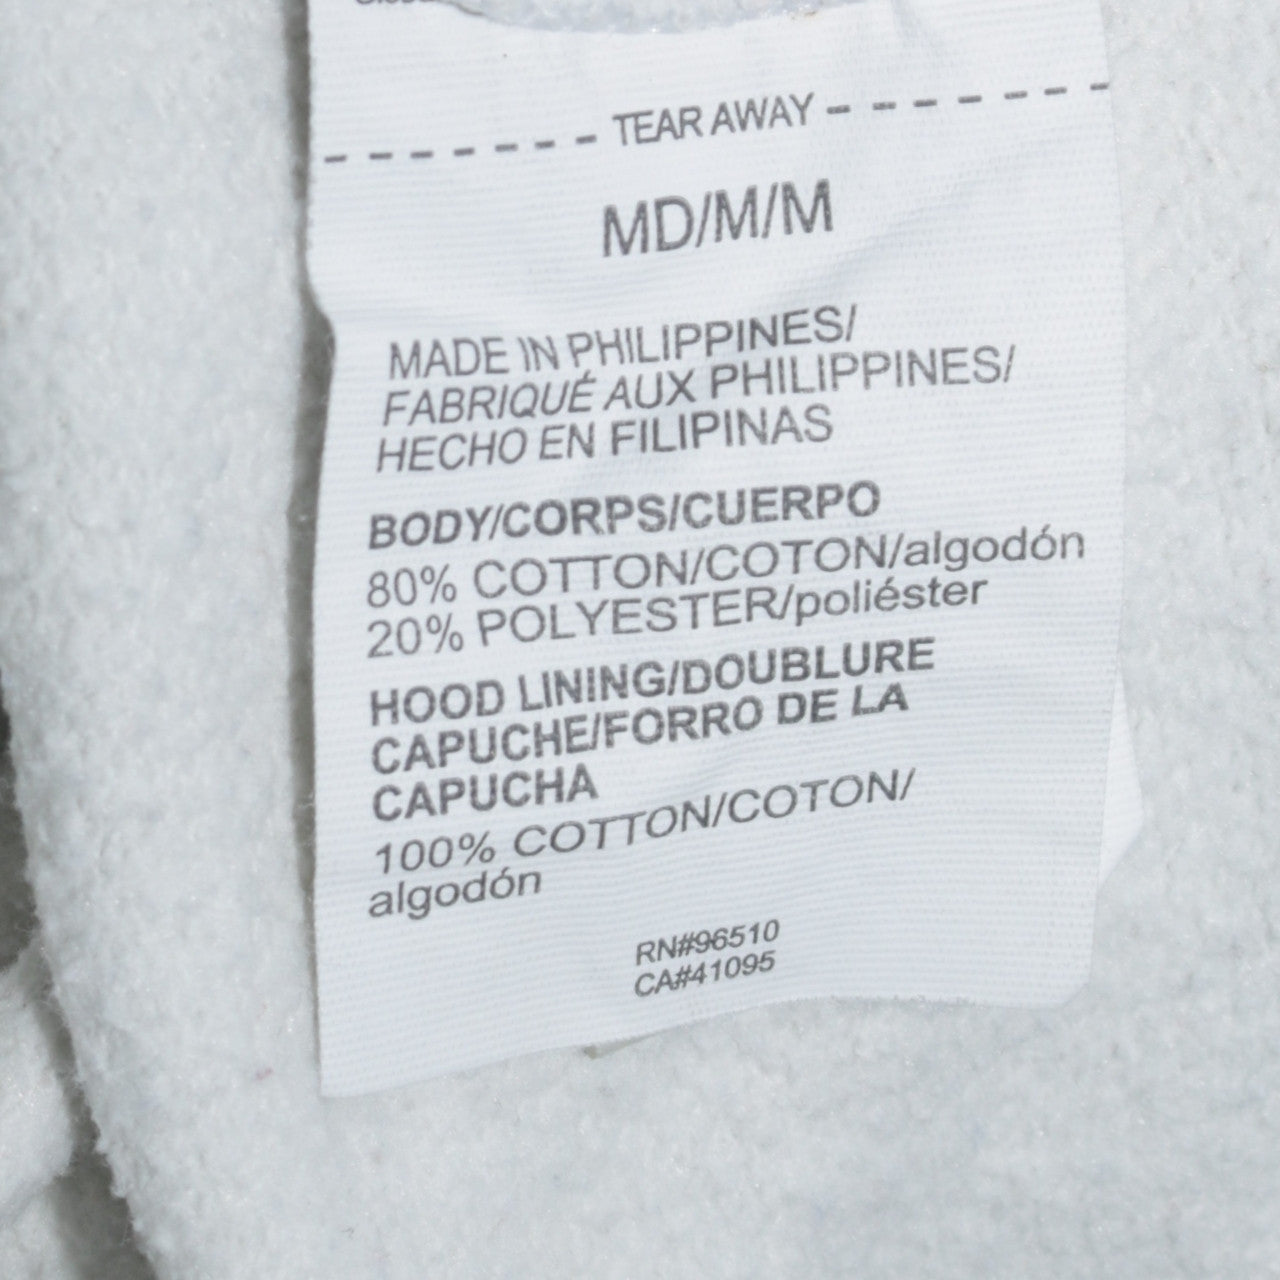 TEAR AWAY
MD/M/M
MADE IN PHILIPPINES/
FABRIQUÉ AUX PHILIPPINES/
HECHO EN FILIPINAS
BODY/CORPS/CUERPO
80% COTTON/COTON/algodón
20% POLYESTER/poliéster
HOOD LINING/DOUBLURE
CAPUCHE/FORRO DE LA
CAPUCHA
100% COTTON/COTON/
algodón
RN#96510
CA#41095